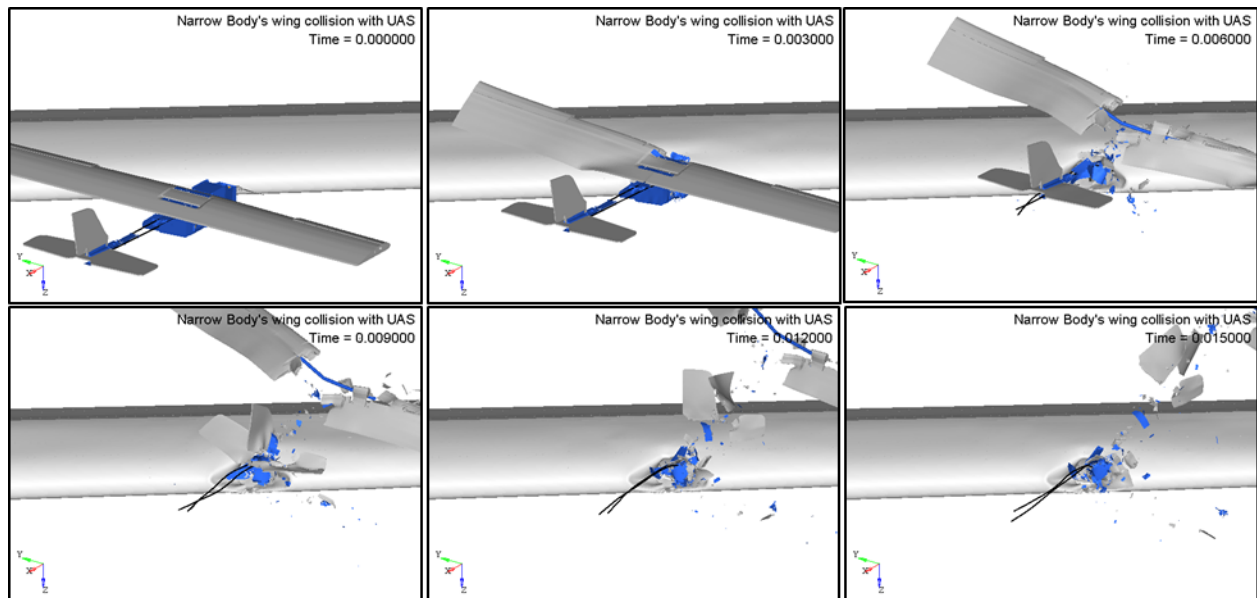 Narrow Body's wing collision with UAS
Time = 0.000000
Y
X
Z
Narrow Body's wing collision with UAS
Time = 0.003000
Y
X
Z
Narrow Body's wing collision with UAS
Time = 0.006000
Y
X
Z
Narrow Body's wing collision with UAS
Time = 0.009000
Y
X
Z
Narrow Body's wing collision with UAS
Time = 0.012000
Y
X
Z
Narrow Body's wing collision with UAS
Time = 0.015000
Y
X
Z